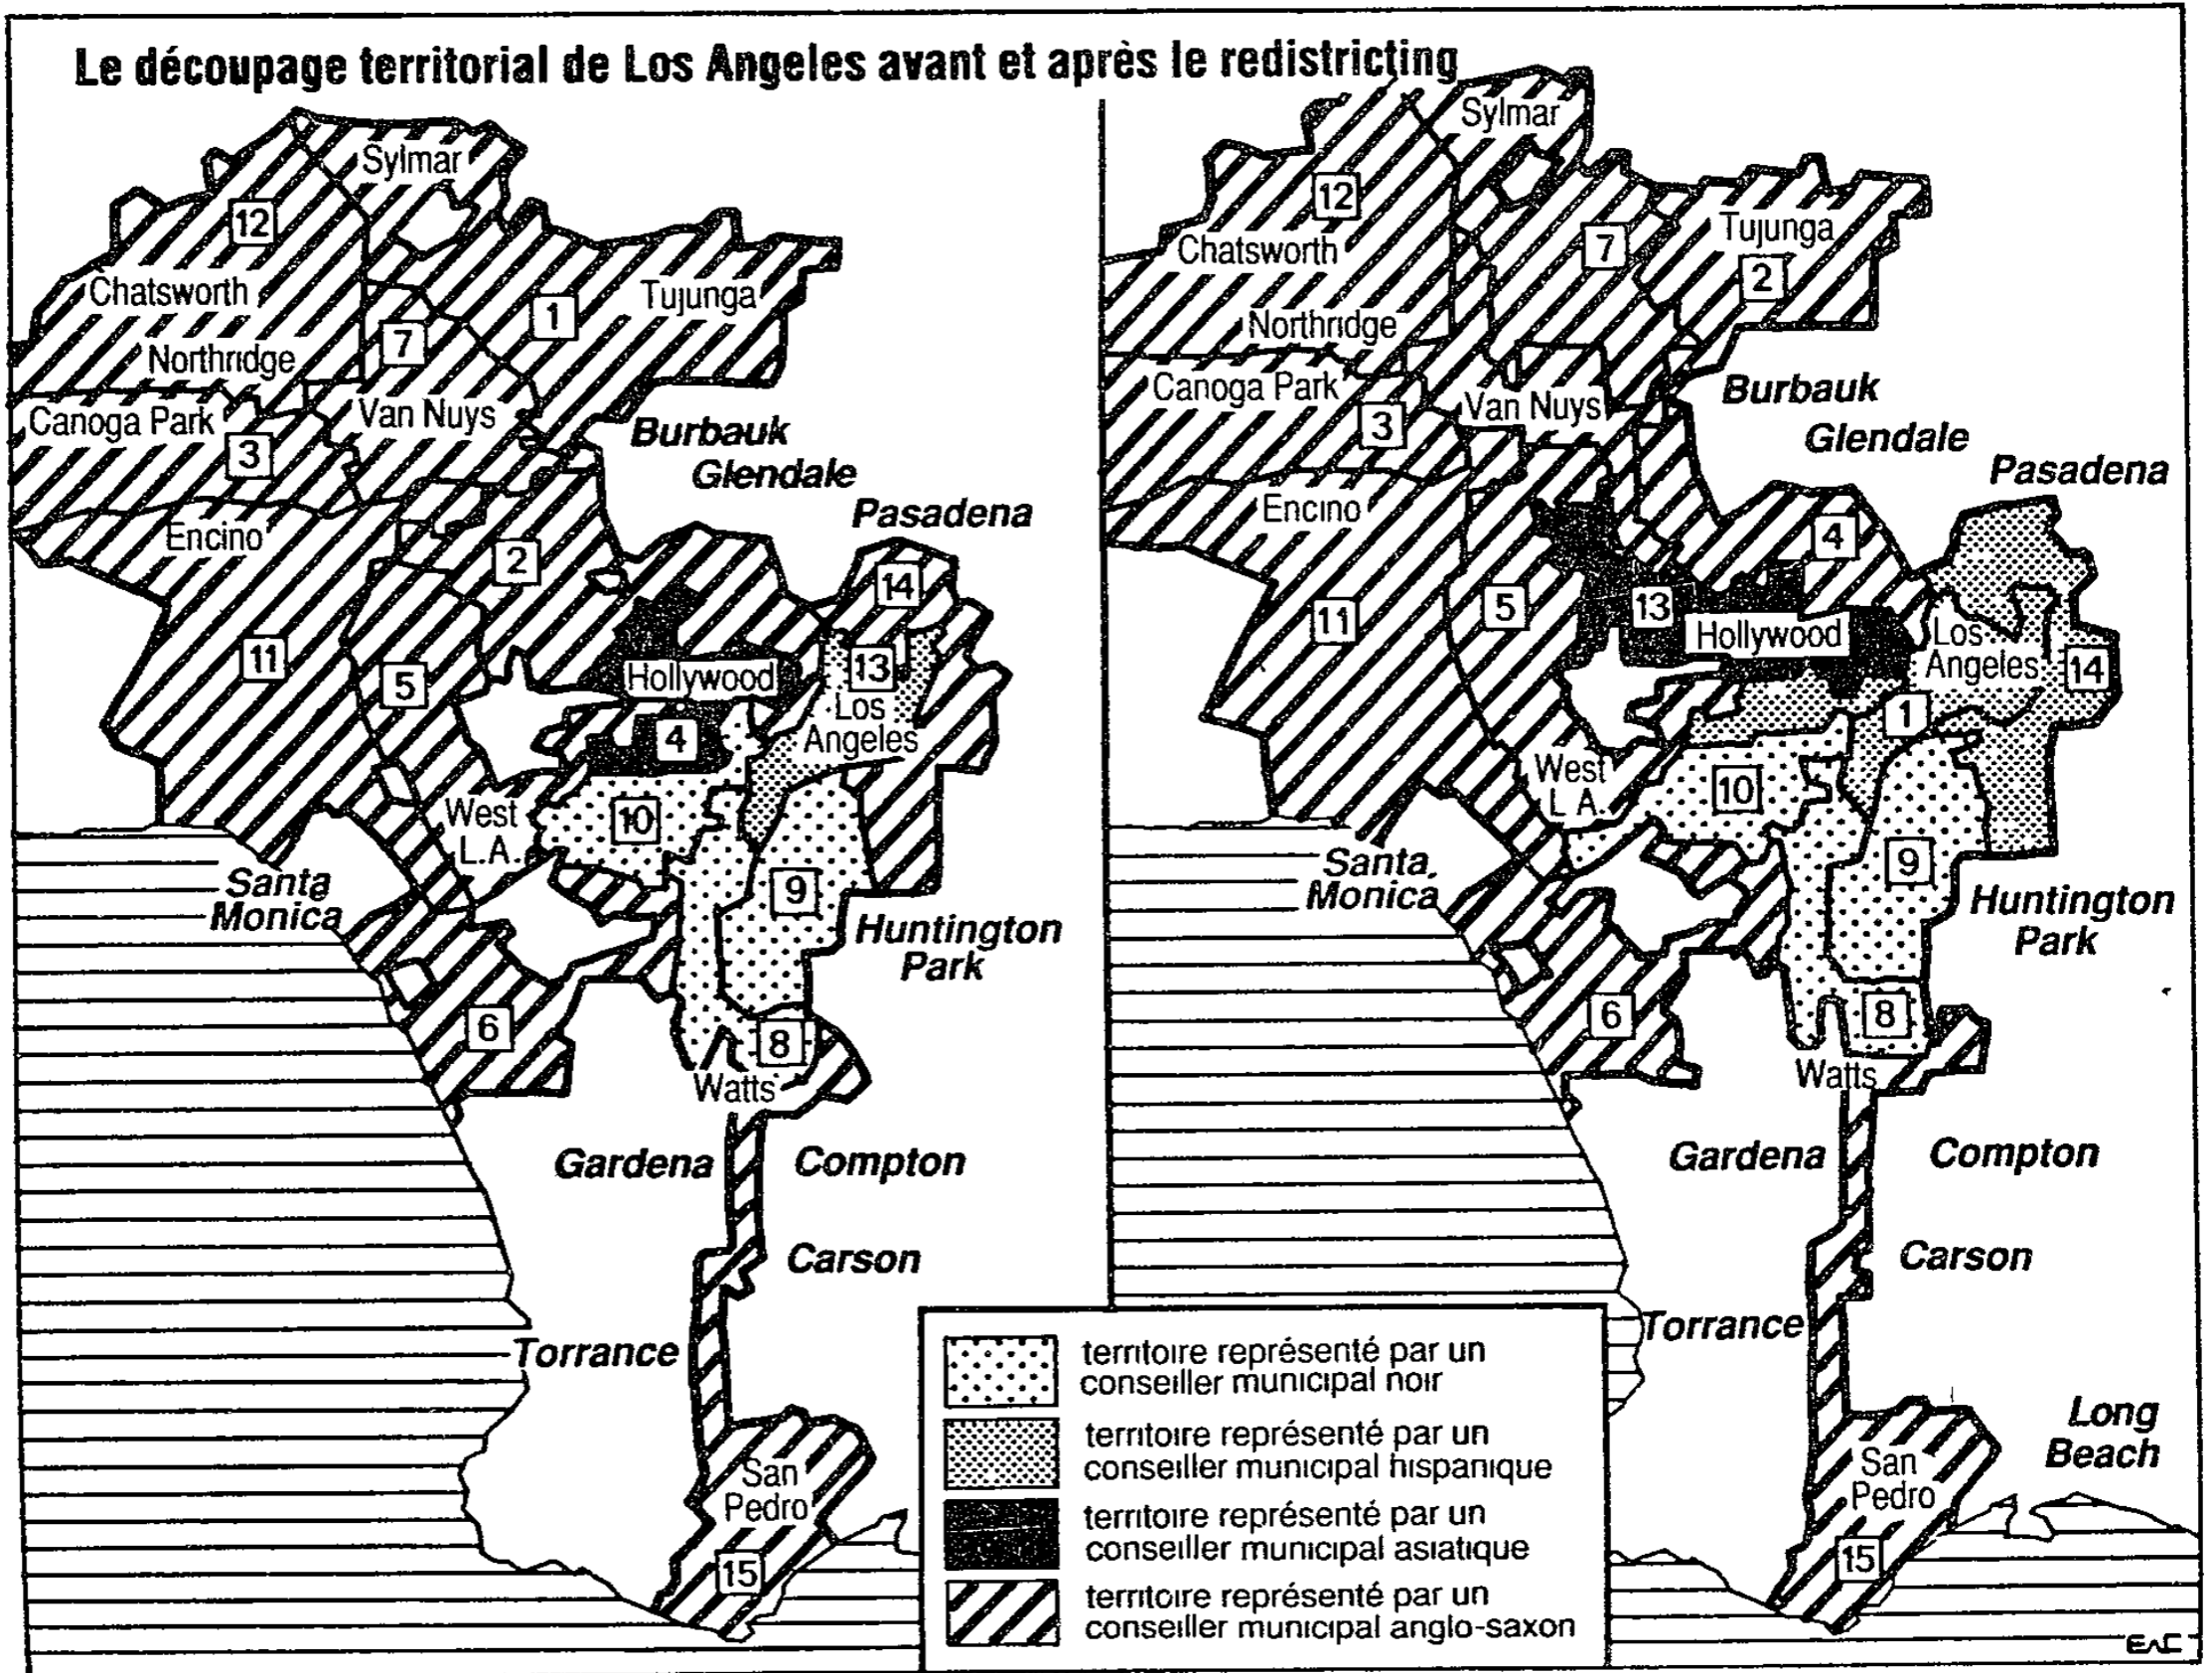 Le découpage territorial de Los Angeles avant et après le redistricting
Sylmar
12
Chatsworth
1
Tujunga
7
Northridge
Canoga Park
Van Nuys
3
Burbauk
Glendale
Pasadena
Encino
2
14
11
5
Hollywood
13
4
Los
Angeles
West
L.A.
10
9
Santa
Monica
Huntington
Park
6
8
Watts
Gardena
Compton
Carson
Torrance
San
Pedro
15
Sylmar
12
Chatsworth
7
Tujunga
2
Northridge
Canoga Park
3
Van Nuys
Burbauk
Glendale
Pasadena
Encino
4
11
5
13
Hollywood
Los
Angeles
14
1
West
L.A.
10
9
Santa
Monica
Huntington
Park
6
8
Watts
Gardena
Compton
Carson
Torrance
Long
Beach
San
Pedro
15
territoire représenté par un
conseiller municipal noir
territoire représenté par un
conseiller municipal hispanique
territoire représenté par un
conseiller municipal asiatique
territoire représenté par un
conseiller municipal anglo-saxon